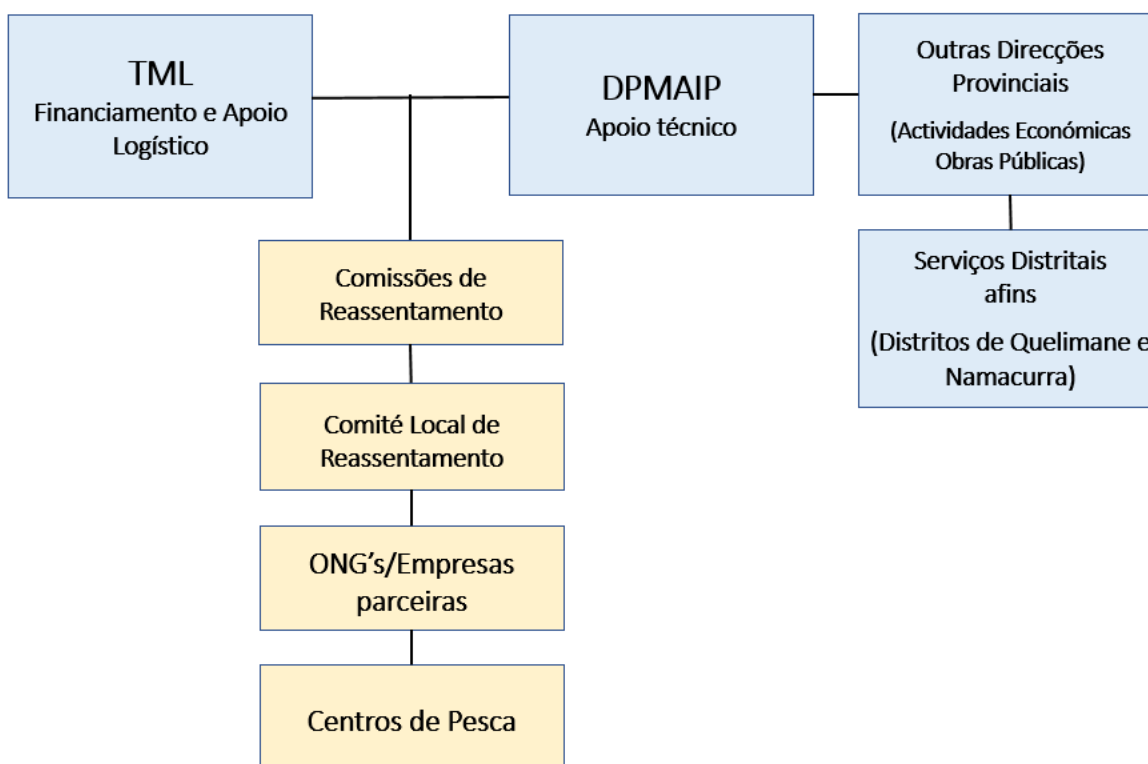 TML
Financiamento e Apoio
Logístico
DPMAIP
Apoio técnico
Outras Direcções
Provinciais
(Actividades Económicas
Obras Públicas)
Serviços Distritais
afins
(Distritos de Quelimane e
Namacurra)
Comissões de
Reassentamento
Comité Local de
Reassentamento
ONG’s/Empresas
parceiras
Centros de Pesca